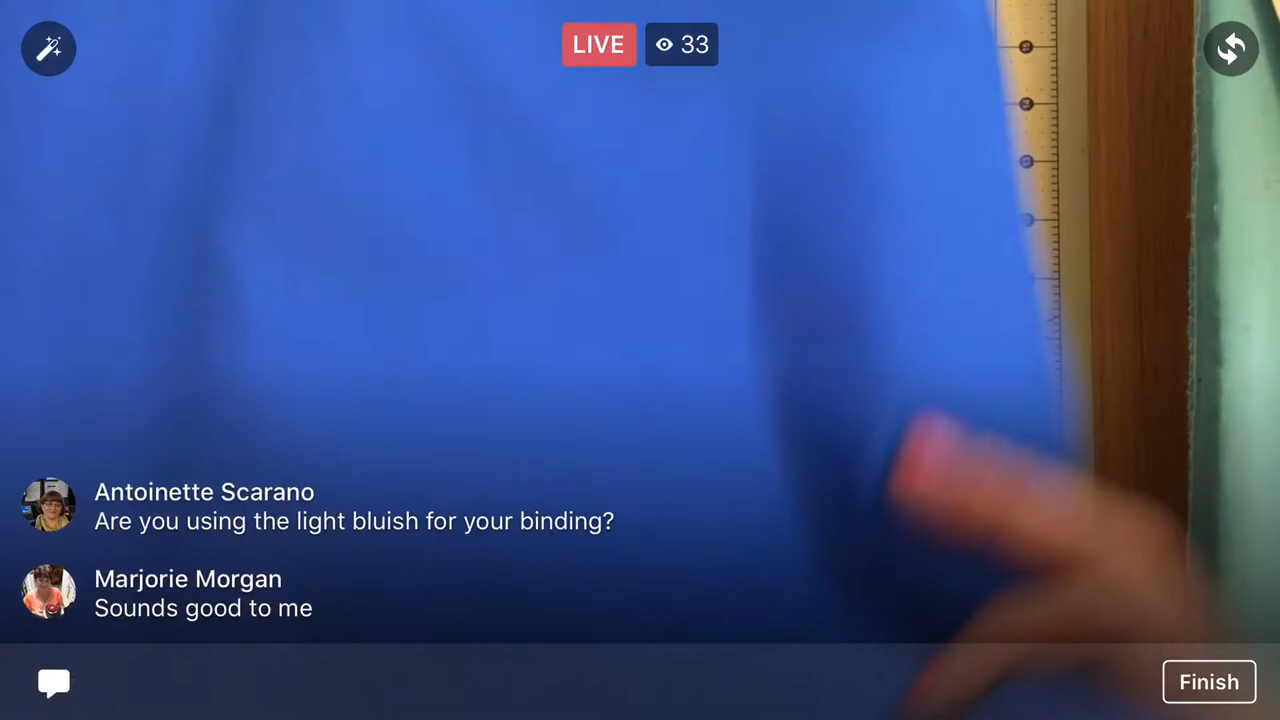 LIVE 33
Antoinette Scarano
Are you using the light bluish for your binding?
Marjorie Morgan
Sounds good to me
Finish